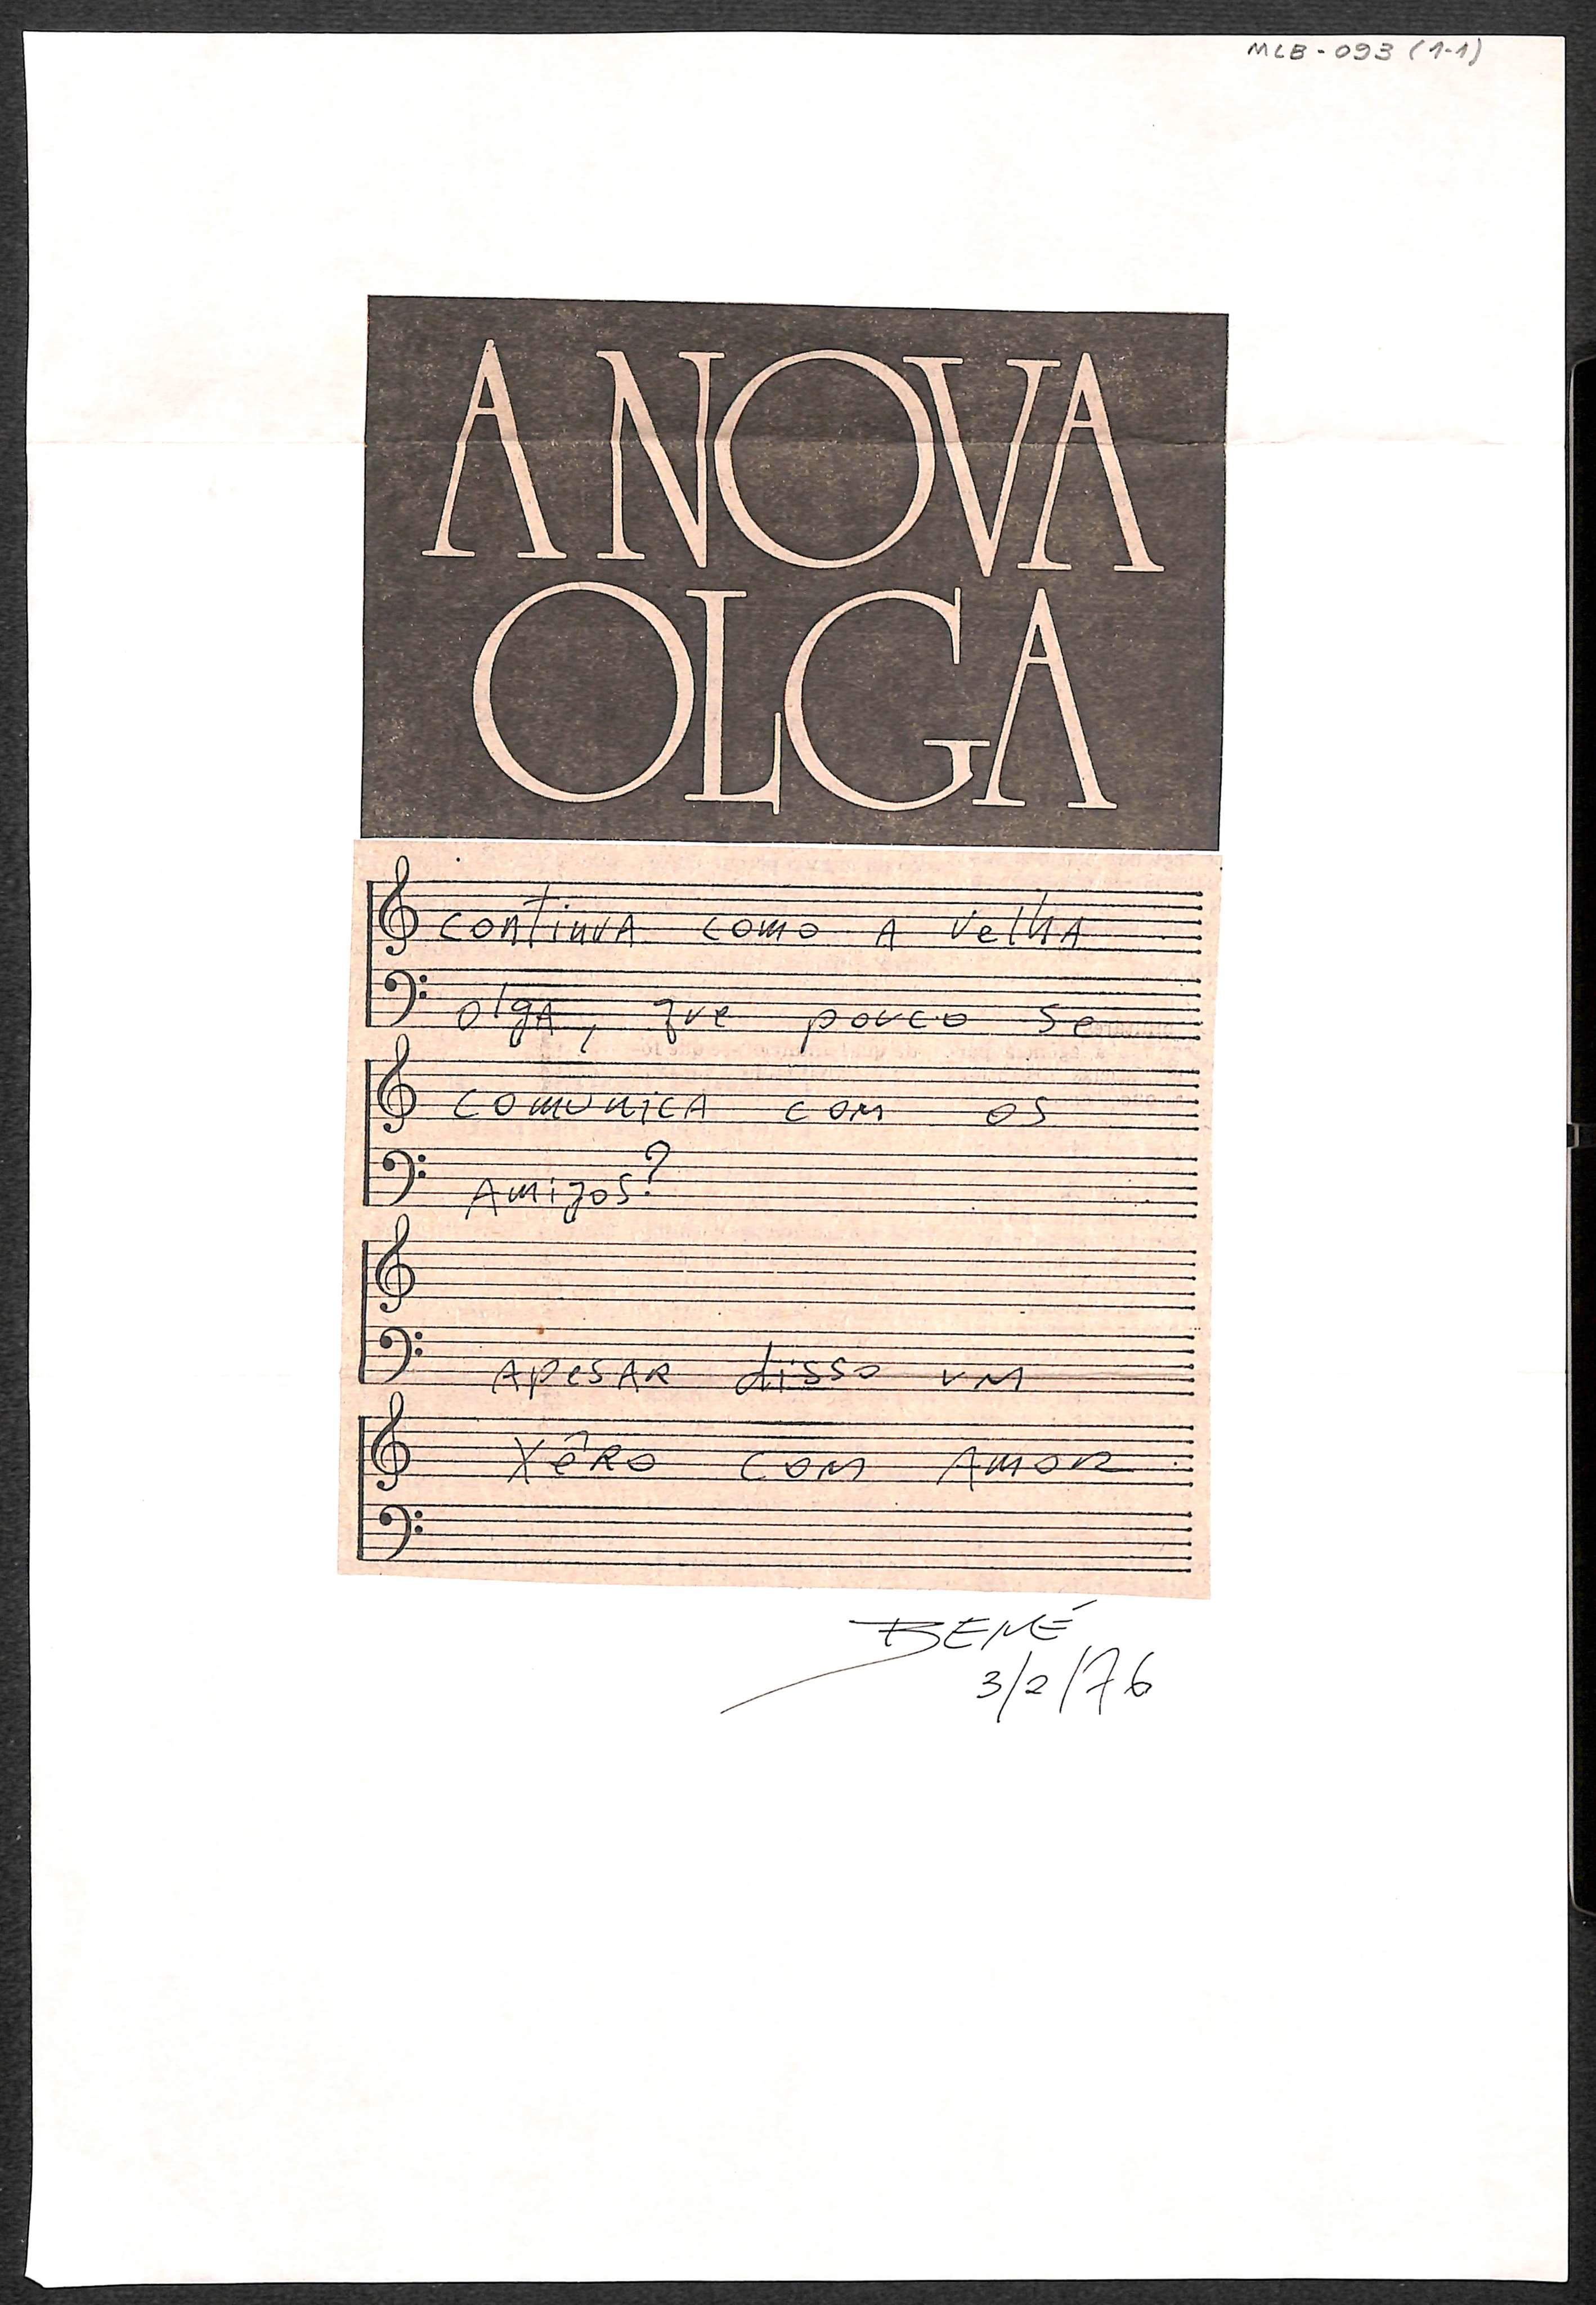 MLB-093 (1-1)
A NOVA
OLGA
continua como a velha
olga, que pouco se
comunica com os
Amigos?
Apesar disso um
Xêro com Amor
BENÉ
3/2/76